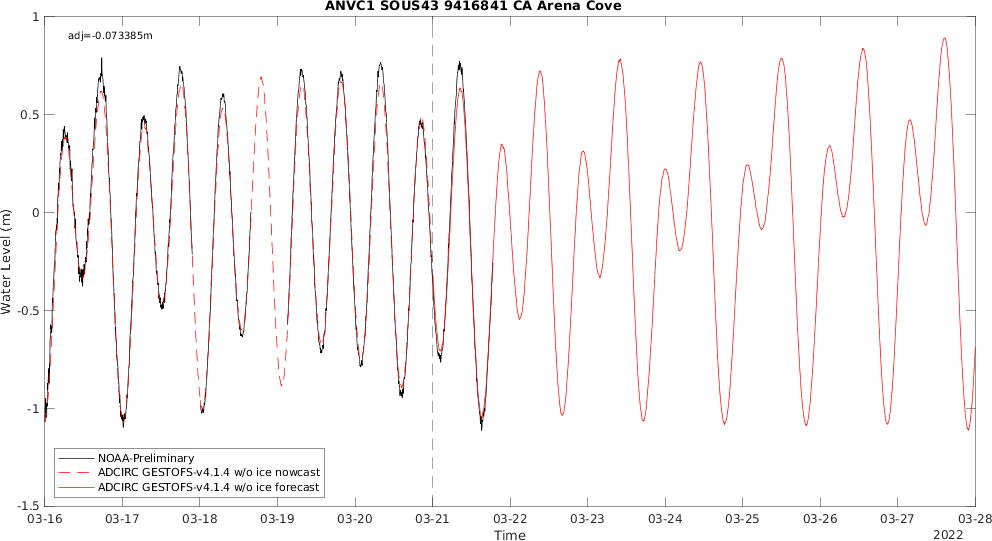 ANVC1 SOUS43 9416841 CA Arena Cove
adj=-0.073385m
1
0.5
0
-0.5
-1
-1.5
Water Level (m)
NOAA-Preliminary
ADCIRC GESTOFS-v4.1.4 w/o ice nowcast
ADCIRC GESTOFS-v4.1.4 w/o ice forecast
03-16 03-17 03-18 03-19 03-20 03-21 03-22 03-23 03-24 03-25 03-26 03-27 03-28
Time
2022